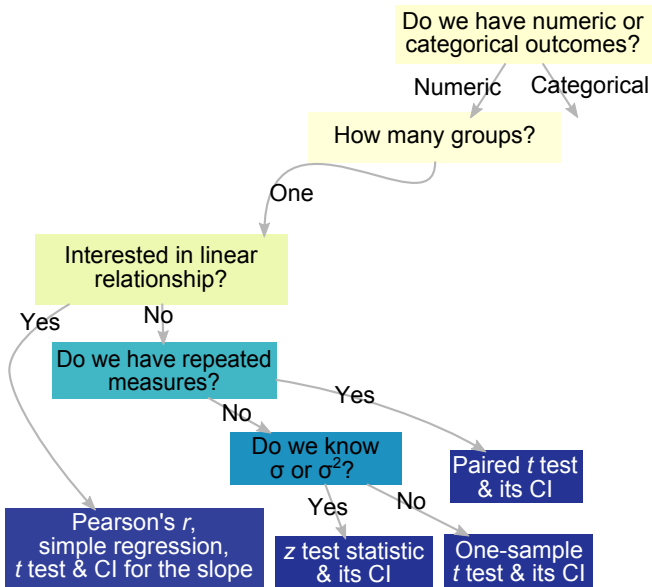 Do we have numeric or
categorical outcomes?
Numeric
Categorical
How many groups?
One
Interested in linear
relationship?
Yes
No
Do we have repeated
measures?
Yes
No
Do we know
σ or σ²?
Paired t test
& its CI
Yes
No
Pearson's r,
simple regression,
t test & CI for the slope
z test statistic
& its CI
One-sample
t test & its CI